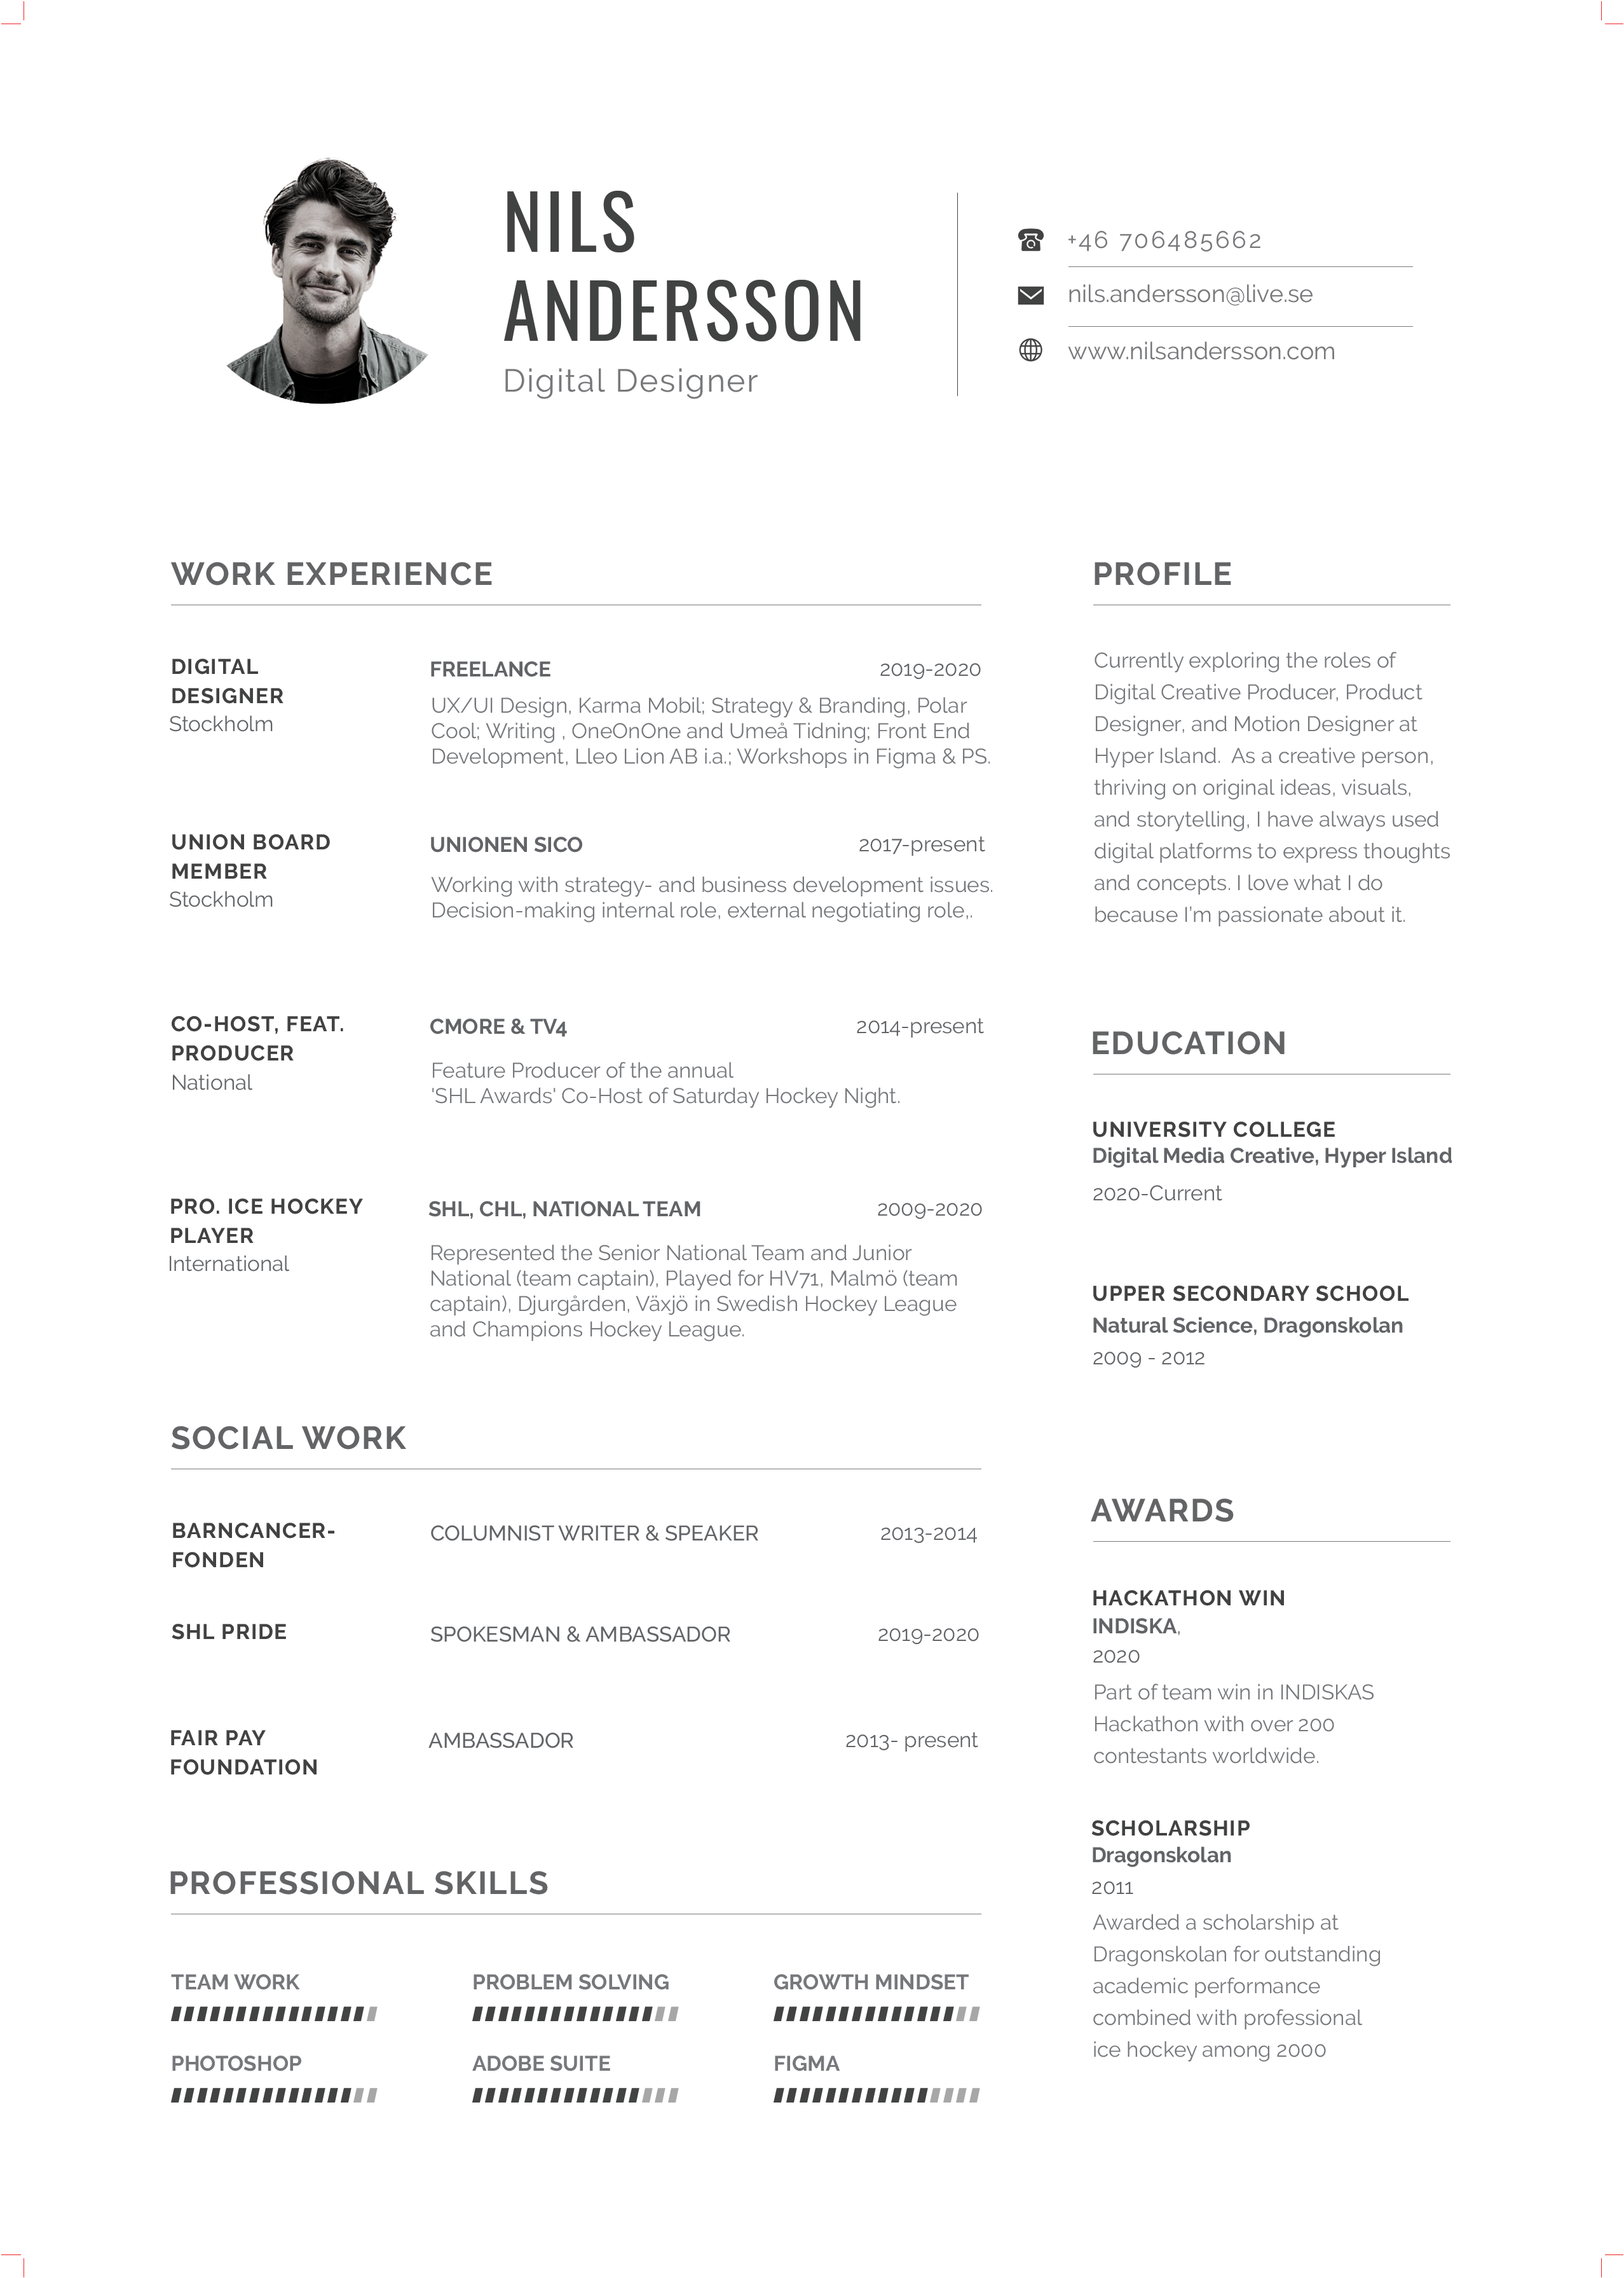 NILS
ANDERSSON
Digital Designer
+46 706485662
nils.andersson@live.se
www.nilsandersson.com
WORK EXPERIENCE
DIGITAL
DESIGNER
Stockholm
FREELANCE
2019-2020
UX/UI Design, Karma Mobil; Strategy & Branding, Polar
Cool; Writing , OneOnOne and Umeå Tidning; Front End
Development, Lleo Lion AB i.a.; Workshops in Figma & PS.
UNION BOARD
MEMBER
Stockholm
UNIONEN SICO
2017-present
Working with strategy- and business development issues.
Decision-making internal role, external negotiating role,.
CO-HOST, FEAT.
PRODUCER
National
CMORE & TV4
2014-present
Feature Producer of the annual
'SHL Awards' Co-Host of Saturday Hockey Night.
PRO. ICE HOCKEY
PLAYER
International
SHL, CHL, NATIONAL TEAM
2009-2020
Represented the Senior National Team and Junior
National (team captain), Played for HV71, Malmö (team
captain), Djurgården, Växjö in Swedish Hockey League
and Champions Hockey League.
SOCIAL WORK
BARNCANCER-
FONDEN
COLUMNIST WRITER & SPEAKER
2013-2014
SHL PRIDE
SPOKESMAN & AMBASSADOR
2019-2020
FAIR PAY
FOUNDATION
AMBASSADOR
2013- present
PROFESSIONAL SKILLS
TEAM WORK
PROBLEM SOLVING
GROWTH MINDSET
PHOTOSHOP
ADOBE SUITE
FIGMA
PROFILE
Currently exploring the roles of
Digital Creative Producer, Product
Designer, and Motion Designer at
Hyper Island.  As a creative person,
thriving on original ideas, visuals,
and storytelling, I have always used
digital platforms to express thoughts
and concepts. I love what I do
because I'm passionate about it.
EDUCATION
UNIVERSITY COLLEGE
Digital Media Creative, Hyper Island
2020-Current
UPPER SECONDARY SCHOOL
Natural Science, Dragonskolan
2009 - 2012
AWARDS
HACKATHON WIN
INDISKA,
2020
Part of team win in INDISKAS
Hackathon with over 200
contestants worldwide.
SCHOLARSHIP
Dragonskolan
2011
Awarded a scholarship at
Dragonskolan for outstanding
academic performance
combined with professional
ice hockey among 2000